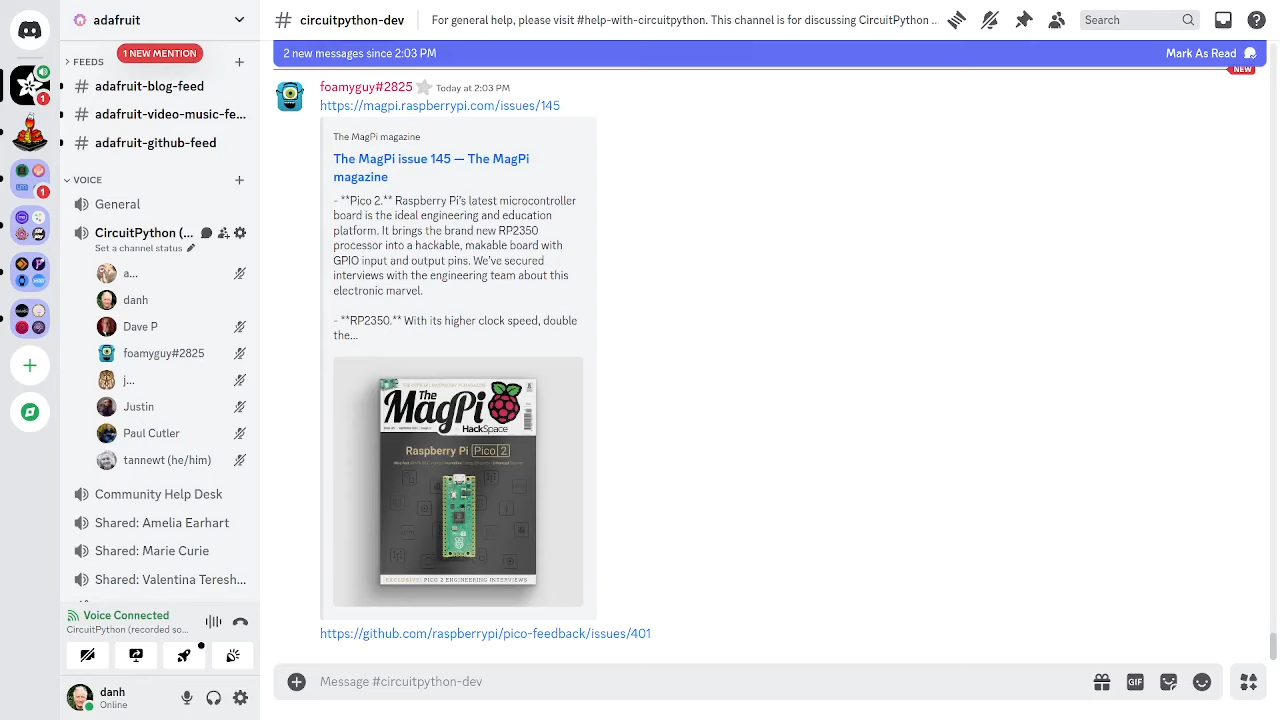 adafruit
1 NEW MENTION
FEEDS
adafruit-blog-feed
adafruit-video-music-fe...
adafruit-github-feed
VOICE
General
CircuitPython (...
Set a channel status
a...
danh
Dave P
foamyguy#2825
j...
Justin
Paul Cutler
tannewt (he/him)
Community Help Desk
Shared: Amelia Earhart
Shared: Marie Curie
Shared: Valentina Teresh...
Voice Connected
CircuitPython (recorded so...
danh
Online
# circuitpython-dev
For general help, please visit #help-with-circuitpython. This channel is for discussing CircuitPython ...
Search
2 new messages since 2:03 PM
Mark As Read
NEW
foamyguy#2825 Today at 2:03 PM
https://magpi.raspberrypi.com/issues/145
The MagPi magazine
The MagPi issue 145 — The MagPi
magazine
- **Pico 2.** Raspberry Pi's latest microcontroller
board is the ideal engineering and education
platform. It brings the brand new RP2350
processor into a hackable, makable board with
GPIO input and output pins. We've secured
interviews with the engineering team about this
electronic marvel.
- **RP2350.** With its higher clock speed, double
the...
The
MagPi
HackSpace
Raspberry Pi Pico 2
EXCLUSIVE! PICO 2 ENGINEERING INTERVIEWS
https://github.com/raspberrypi/pico-feedback/issues/401
Message #circuitpython-dev
GIF